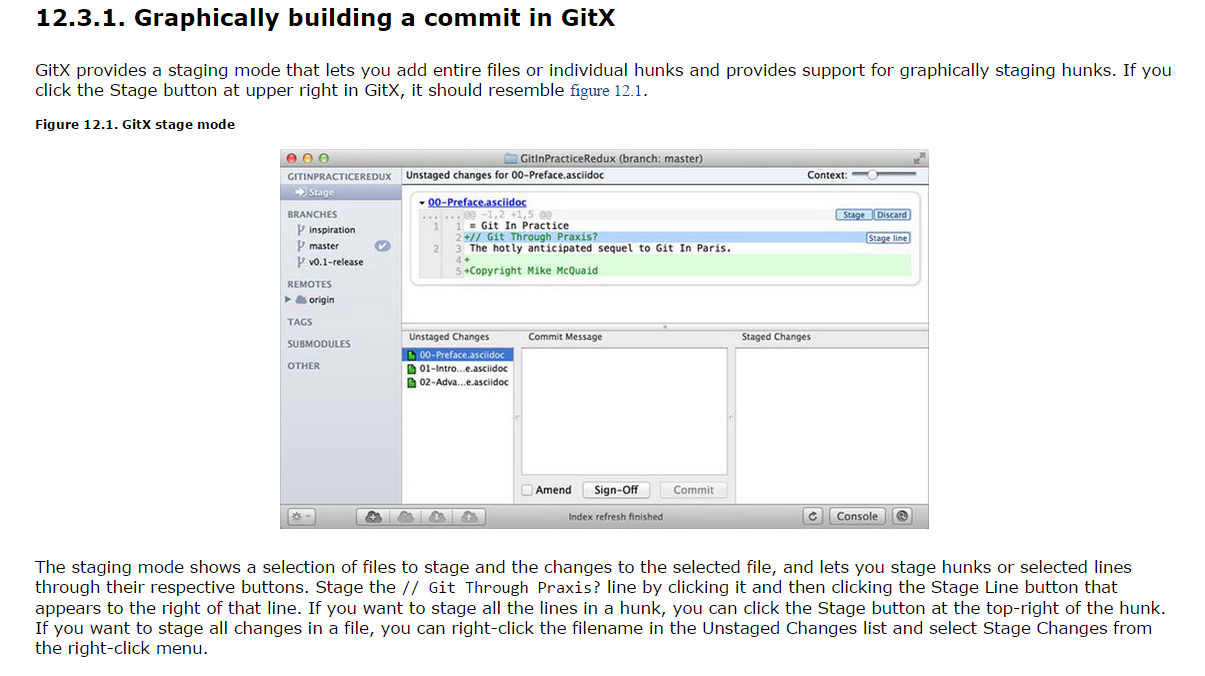 12.3.1. Graphically building a commit in GitX
GitX provides a staging mode that lets you add entire files or individual hunks and provides support for graphically staging hunks. If you
click the Stage button at upper right in GitX, it should resemble figure 12.1.
Figure 12.1. GitX stage mode
GitInPracticeRedux (branch: master)
GITINPRACTICEREDUX
Stage
BRANCHES
inspiration
master
v0.1-release
REMOTES
origin
TAGS
SUBMODULES
OTHER
Unstaged changes for 00-Preface.asciidoc
Context:
00-Preface.asciidoc
... ... @@ -1,2 +1,5 @@
Stage Discard
1 1 = Git In Practice
2 +// Git Through Praxis?
Stage line
2 3 The hotly anticipated sequel to Git In Paris.
4 +
5 +Copyright Mike McQuaid
Unstaged Changes
00-Preface.asciidoc
01-Intro...e.asciidoc
02-Adva...e.asciidoc
Commit Message
Amend Sign-Off Commit
Staged Changes
Index refresh finished
Console
The staging mode shows a selection of files to stage and the changes to the selected file, and lets you stage hunks or selected lines
through their respective buttons. Stage the // Git Through Praxis? line by clicking it and then clicking the Stage Line button that
appears to the right of that line. If you want to stage all the lines in a hunk, you can click the Stage button at the top-right of the hunk.
If you want to stage all changes in a file, you can right-click the filename in the Unstaged Changes list and select Stage Changes from
the right-click menu.